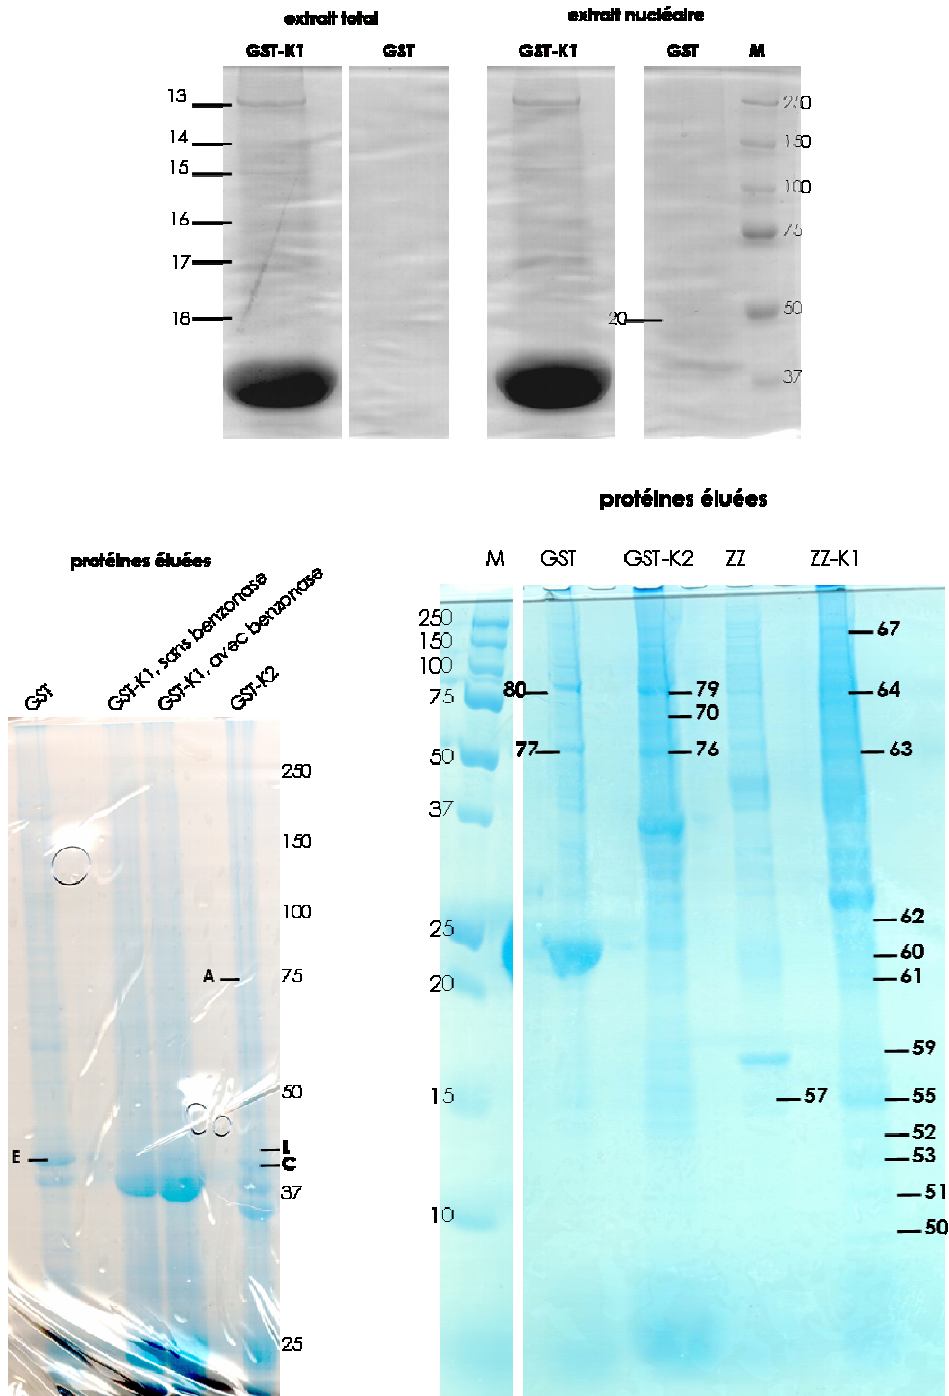 extrait total extrait nucléaire
GST-K1 GST GST-K1 GST M
13
14
15
16
17
18
20
250
150
100
75
50
37
protéines éluées
GST
GST-K1, sans benzonase
GST-K1, avec benzonase
GST-K2
250
150
100
A 75
50
L
E C
37
25
protéines éluées
M GST GST-K2 ZZ ZZ-K1
250
150 67
100
75 80 79 64
70
50 77 76 63
37
25 62
60
20 61
59
15 57 55
52
53
51
10 50